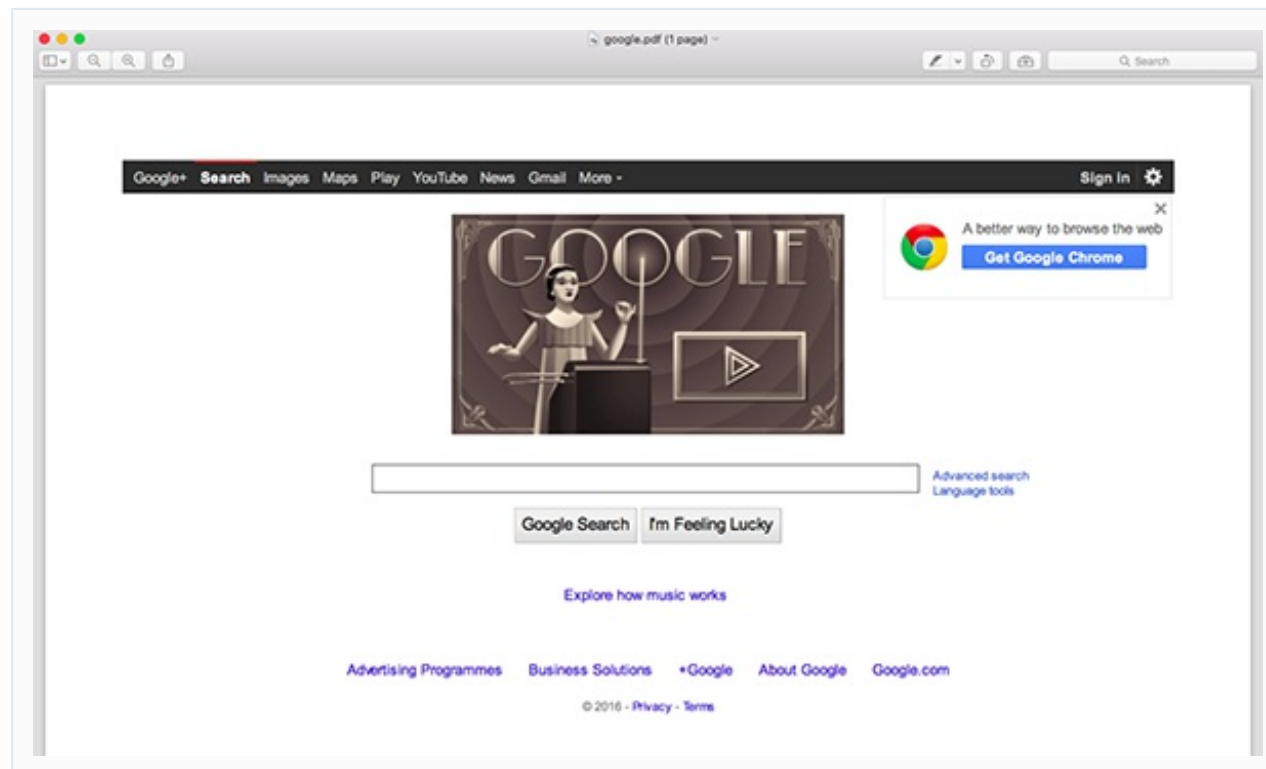 google.pdf (1 page)
Search
Google+ Search Images Maps Play YouTube News Gmail More
Sign in
A better way to browse the web
Get Google Chrome
GOOGLE
Advanced search
Language tools
Google Search I'm Feeling Lucky
Explore how music works
Advertising Programmes Business Solutions +Google About Google Google.com
© 2016 - Privacy - Terms